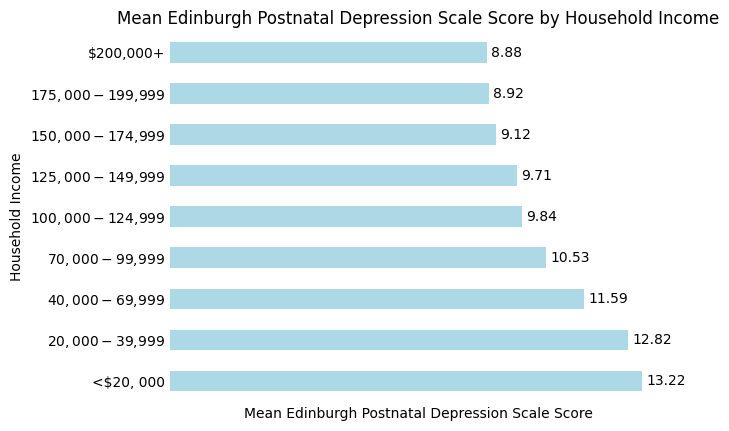 Mean Edinburgh Postnatal Depression Scale Score by Household Income
$200,000+ 8.88
175,000 − 199,999 8.92
150,000 − 174,999 9.12
125,000 − 149,999 9.71
100,000 − 124,999 9.84
70,000 − 99,999 10.53
40,000 − 69,999 11.59
20,000 − 39,999 12.82
<$20, 000 13.22
Household Income
Mean Edinburgh Postnatal Depression Scale Score